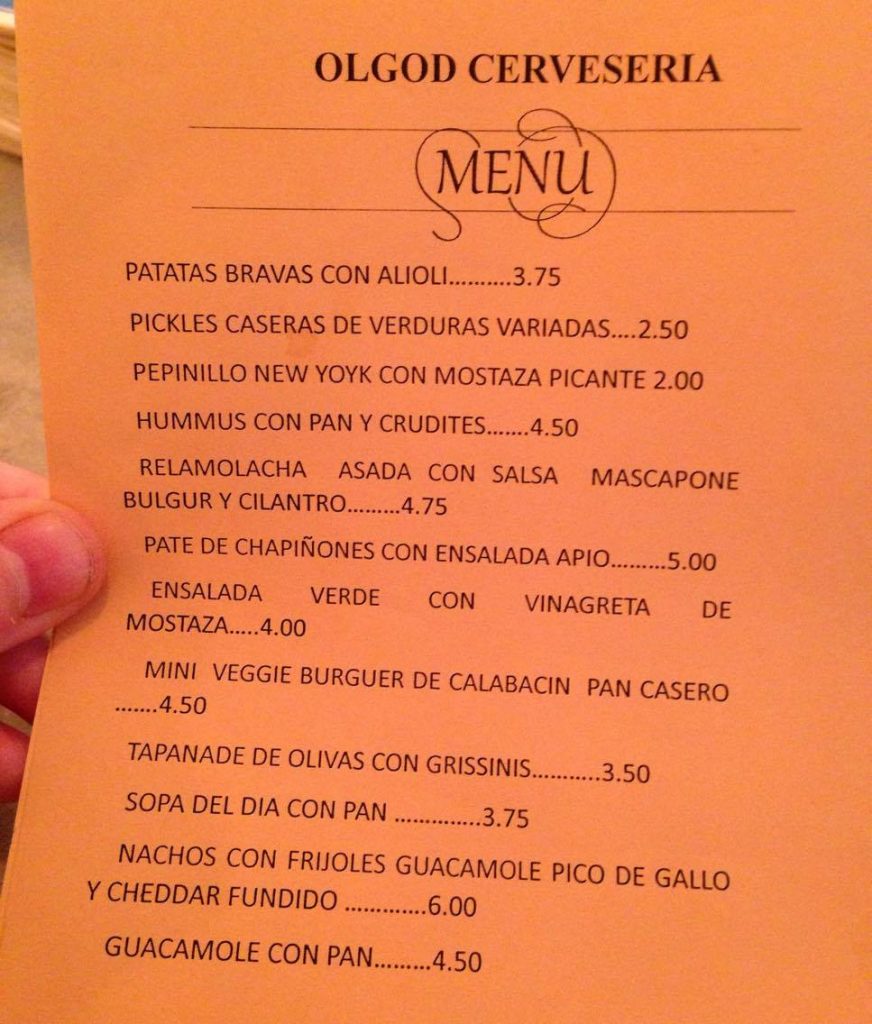 OLGOD CERVESERIA
MENU
PATATAS BRAVAS CON ALIOLI..........3.75
PICKLES CASERAS DE VERDURAS VARIADAS....2.50
PEPINILLO NEW YOYK CON MOSTAZA PICANTE 2.00
HUMMUS CON PAN Y CRUDITES.......4.50
RELAMOLACHA ASADA CON SALSA MASCAPONE
BULGUR Y CILANTRO.........4.75
PATE DE CHAPIÑONES CON ENSALADA APIO.........5.00
ENSALADA VERDE CON VINAGRETA DE
MOSTAZA.....4.00
MINI VEGGIE BURGUER DE CALABACIN PAN CASERO
.......4.50
TAPANADE DE OLIVAS CON GRISSINIS...........3.50
SOPA DEL DIA CON PAN ..............3.75
NACHOS CON FRIJOLES GUACAMOLE PICO DE GALLO
Y CHEDDAR FUNDIDO .............6.00
GUACAMOLE CON PAN.........4.50